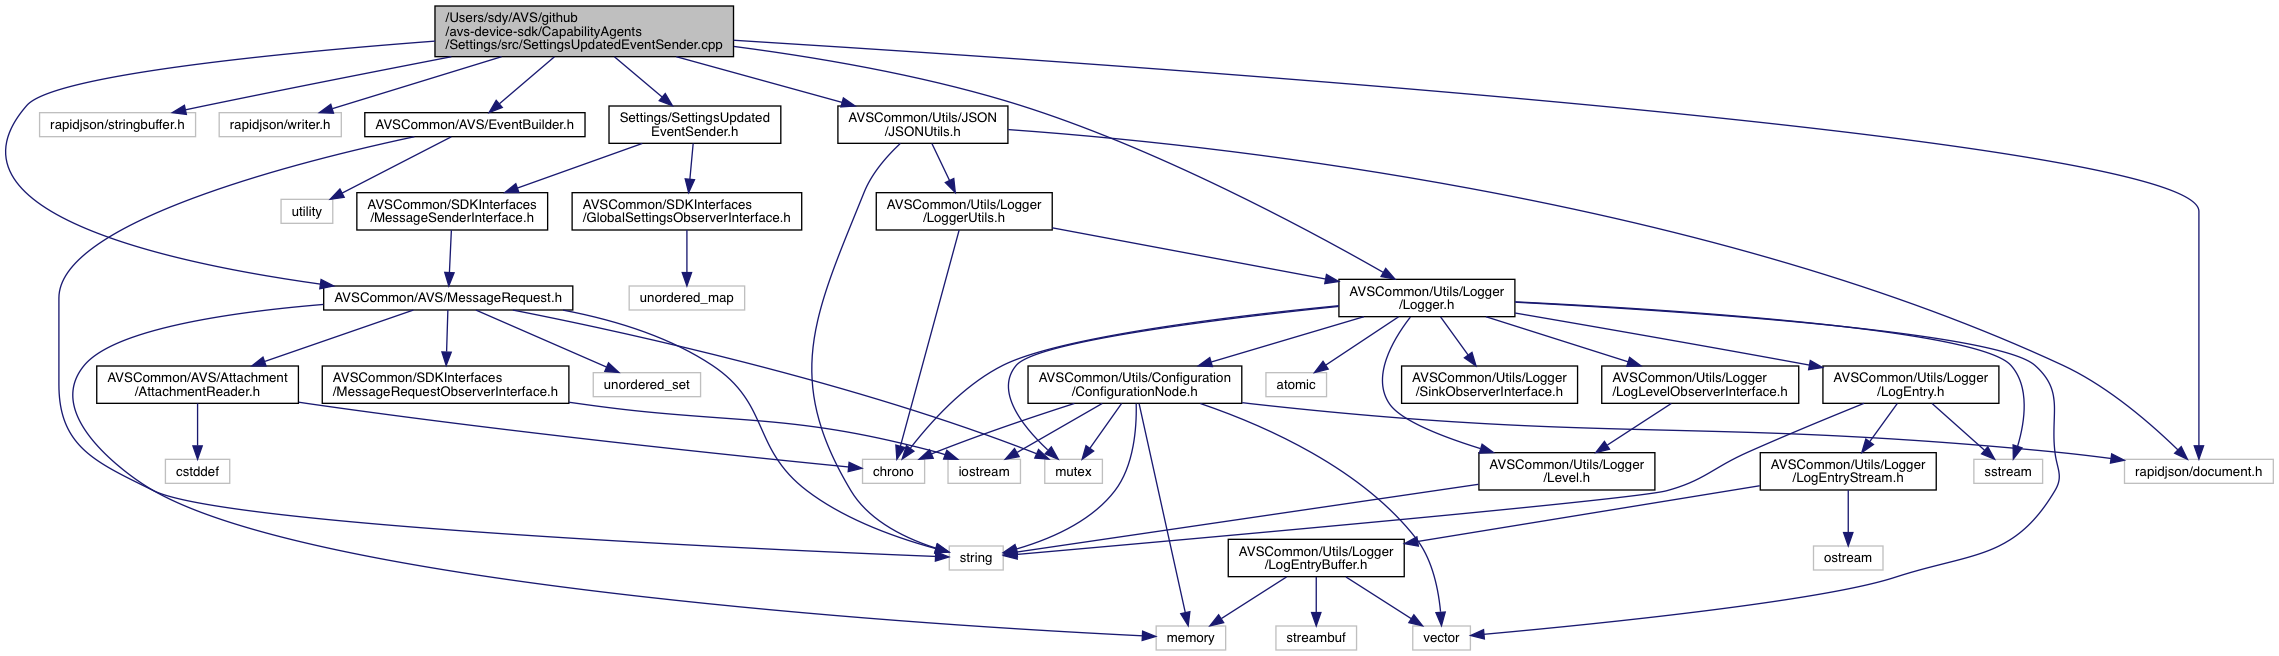 /Users/sdy/AVS/github
/avs-device-sdk/CapabilityAgents
/Settings/src/SettingsUpdatedEventSender.cpp
rapidjson/stringbuffer.h
rapidjson/writer.h
AVSCommon/AVS/EventBuilder.h
Settings/SettingsUpdated
EventSender.h
AVSCommon/Utils/JSON
/JSONUtils.h
utility
AVSCommon/SDKInterfaces
/MessageSenderInterface.h
AVSCommon/SDKInterfaces
/GlobalSettingsObserverInterface.h
AVSCommon/Utils/Logger
/LoggerUtils.h
AVSCommon/AVS/MessageRequest.h
unordered_map
AVSCommon/Utils/Logger
/Logger.h
AVSCommon/AVS/Attachment
/AttachmentReader.h
AVSCommon/SDKInterfaces
/MessageRequestObserverInterface.h
unordered_set
AVSCommon/Utils/Configuration
/ConfigurationNode.h
atomic
AVSCommon/Utils/Logger
/SinkObserverInterface.h
AVSCommon/Utils/Logger
/LogLevelObserverInterface.h
AVSCommon/Utils/Logger
/LogEntry.h
cstddef
chrono
iostream
mutex
AVSCommon/Utils/Logger
/Level.h
AVSCommon/Utils/Logger
/LogEntryStream.h
sstream
rapidjson/document.h
string
AVSCommon/Utils/Logger
/LogEntryBuffer.h
ostream
memory
streambuf
vector